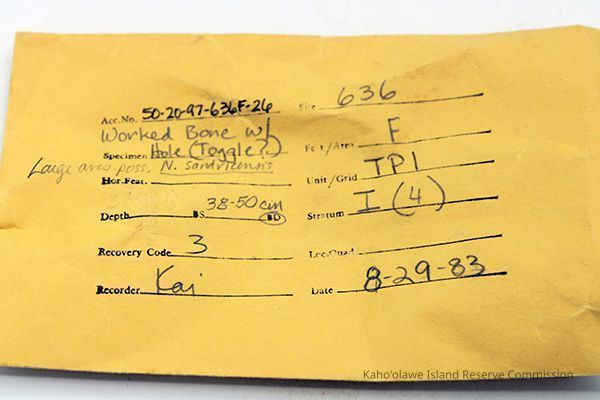 Acc.No. 50-20-97-636F-26
Site 636
Worked Bone w/
Specimen Hole (Toggle?)
Fea/Area F
Large aves poss. N. sandvicensis
Hor.Feat.
Unit/Grid TP1
Depth BS 38-50cm BD
Stratum I (4)
Recovery Code 3
Loc.Quad.
Recorder Kai
Date 8-29-83
Kaho'olawe Island Reserve Commission